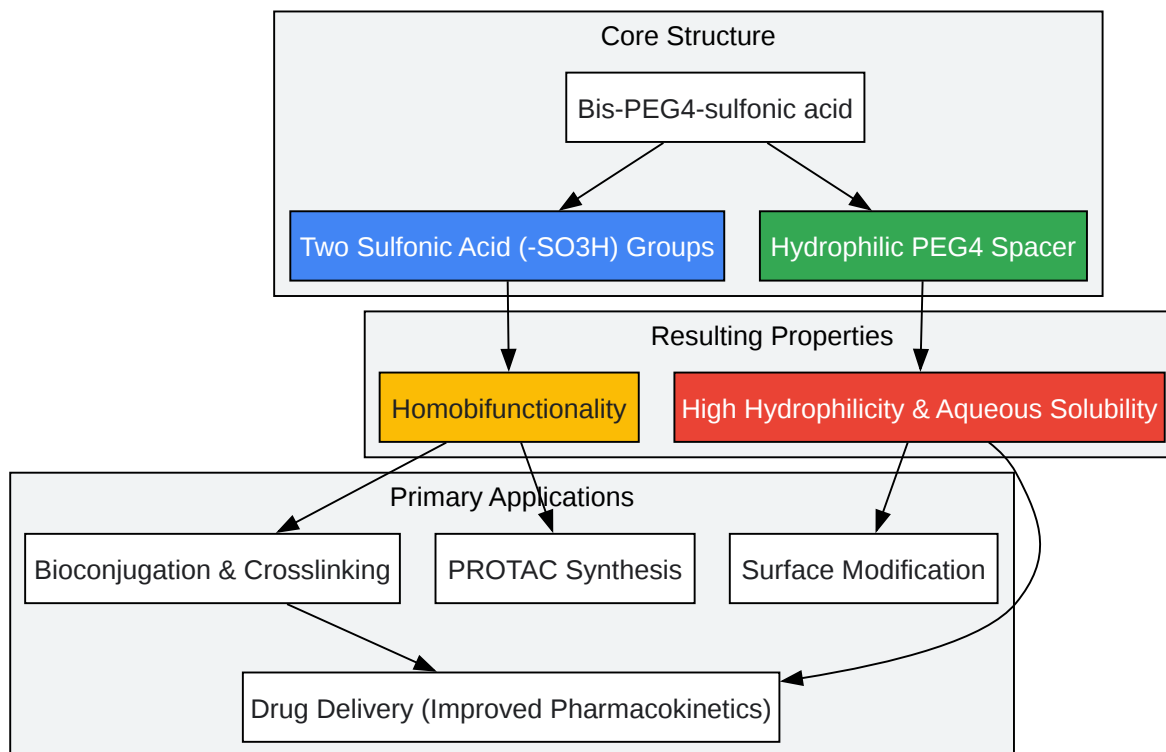 Core Structure
Bis-PEG4-sulfonic acid
Two Sulfonic Acid (-SO3H) Groups
Hydrophilic PEG4 Spacer
Resulting Properties
Homobifunctionality
High Hydrophilicity & Aqueous Solubility
Primary Applications
Bioconjugation & Crosslinking
PROTAC Synthesis
Surface Modification
Drug Delivery (Improved Pharmacokinetics)